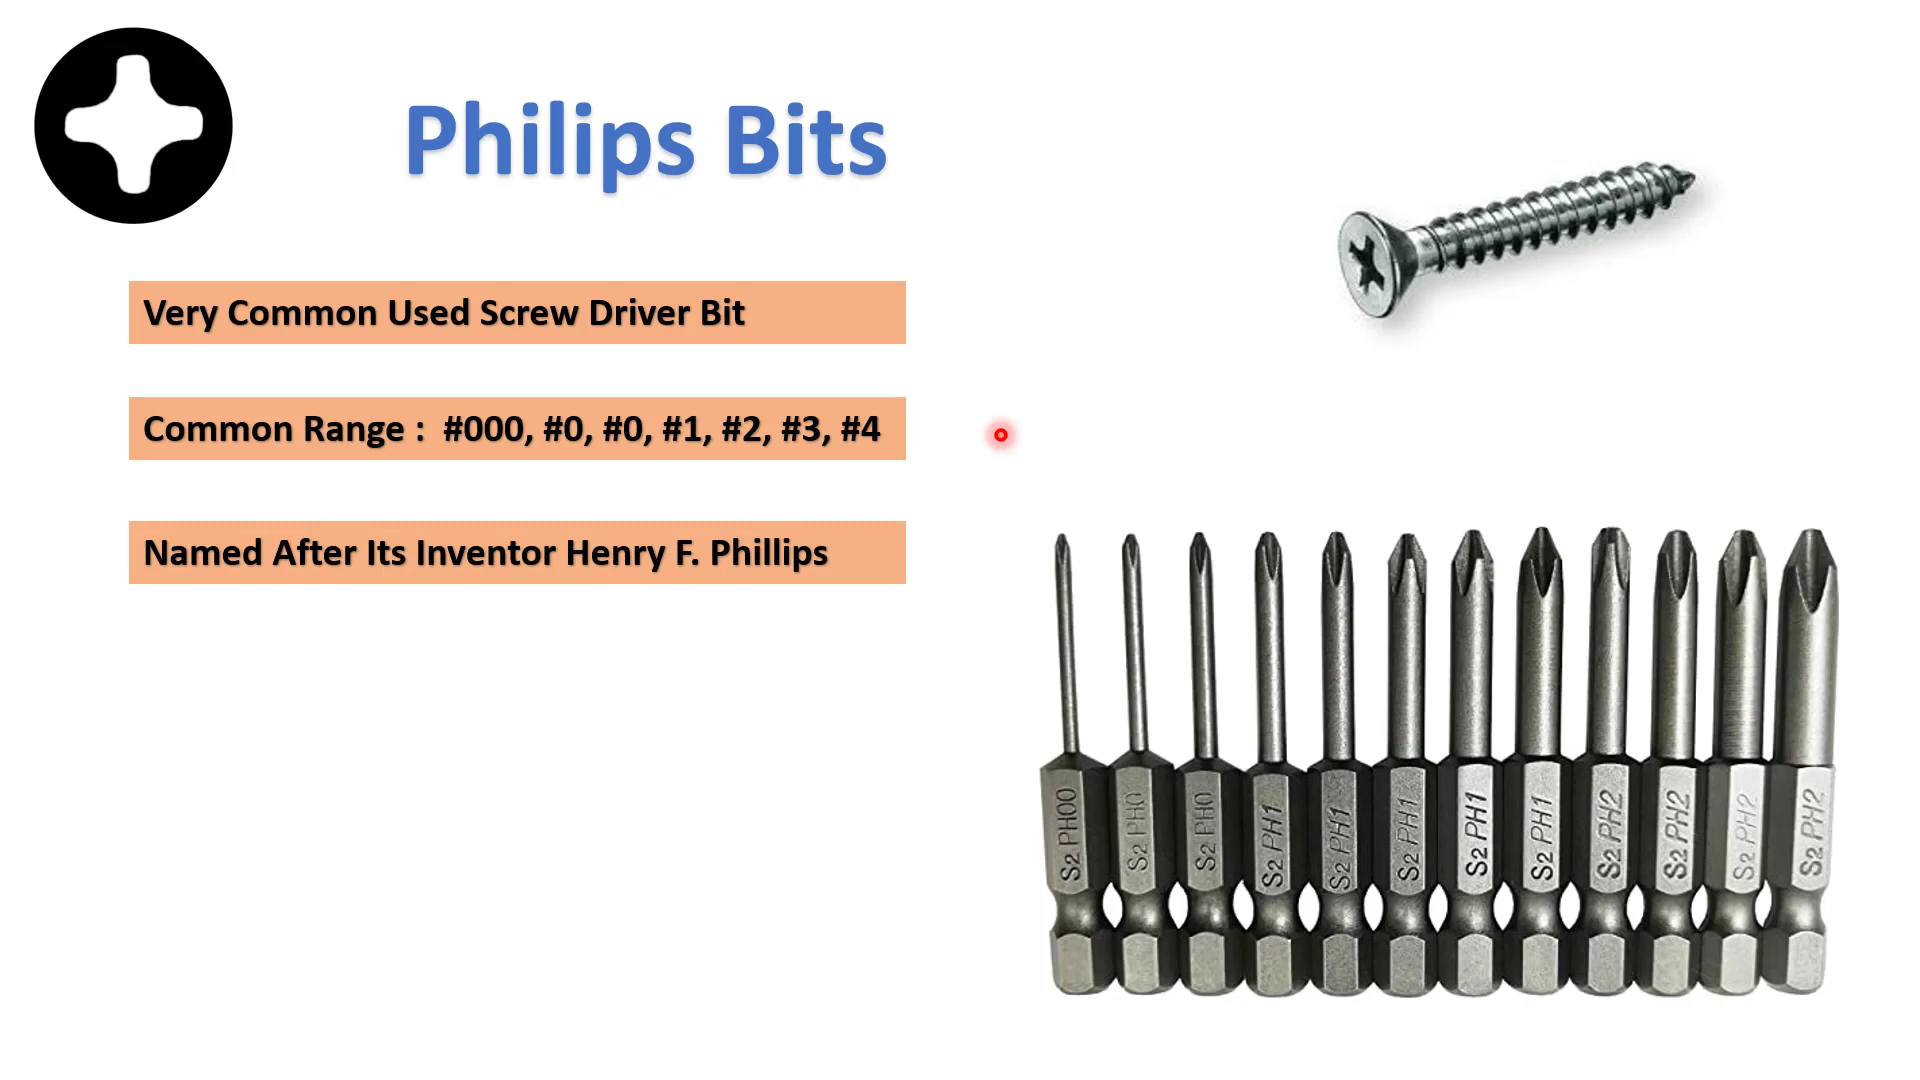 Philips Bits
Very Common Used Screw Driver Bit
Common Range : #000, #0, #0, #1, #2, #3, #4
Named After Its Inventor Henry F. Phillips
S2 PH00
S2 PH0
S2 PH0
S2 PH1
S2 PH1
S2 PH1
S2 PH1
S2 PH1
S2 PH2
S2 PH2
S2 PH2
S2 PH2